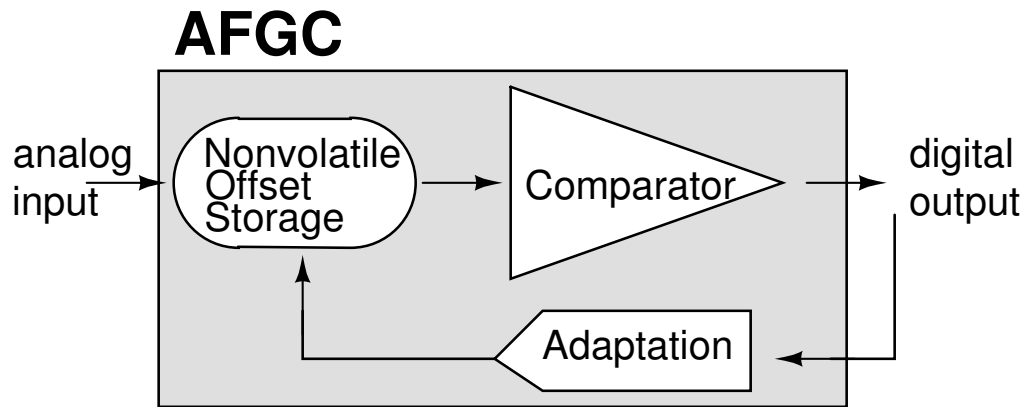 AFGC
analog
input
Nonvolatile
Offset
Storage
Comparator
digital
output
Adaptation